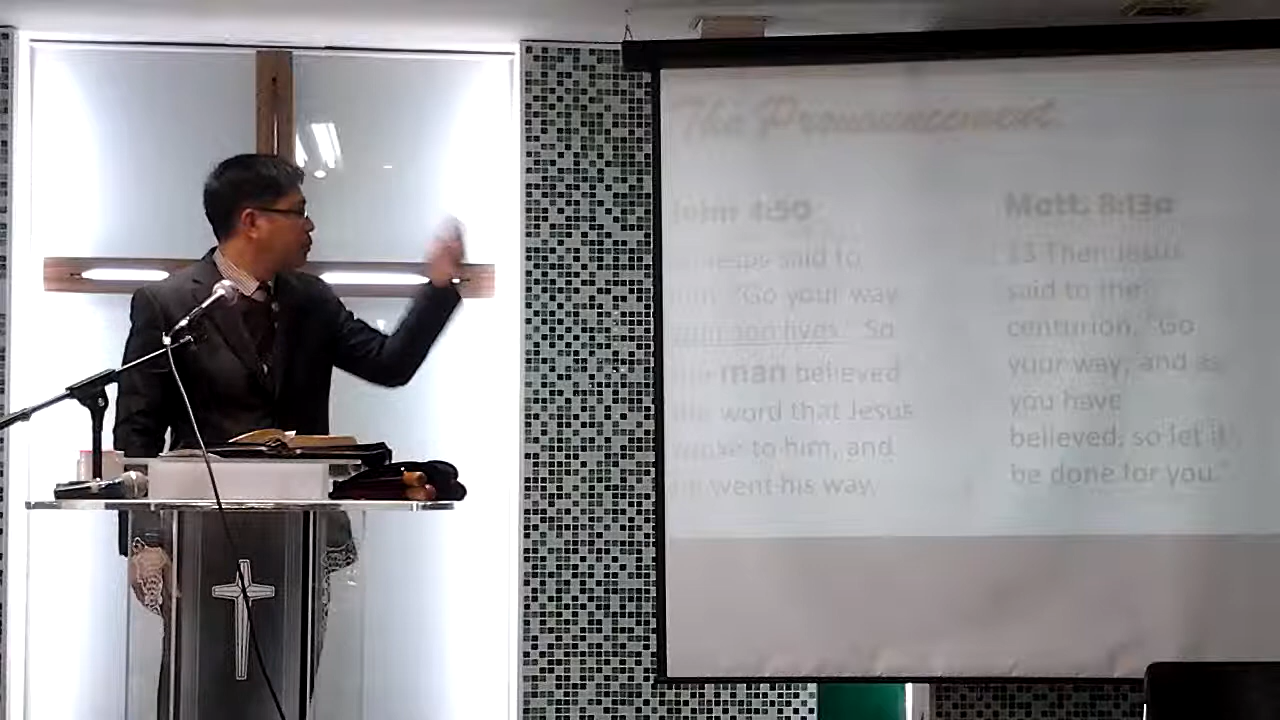 The Pronouncement
John 4:50
Jesus said to
him, "Go your way
your son lives." So
the man believed
the word that Jesus
spoke to him, and
he went his way.
Matt. 8:13a
13 Then Jesus
said to the
centurion, "Go
your way; and as
you have
believed, so let it
be done for you."